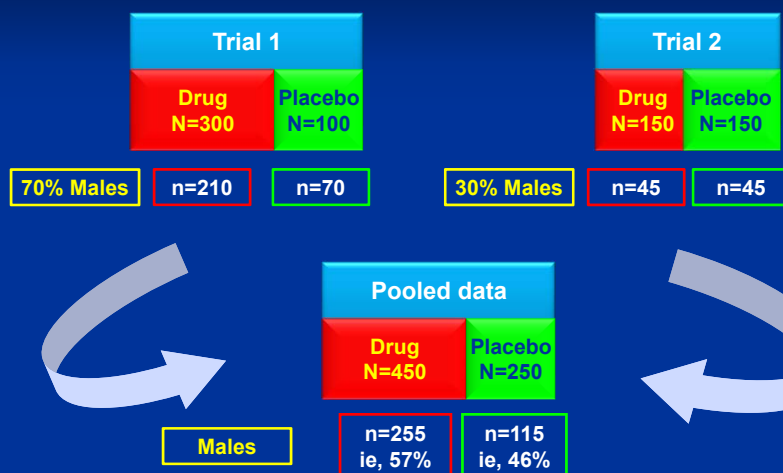 Trial 1
Drug
N=300
Placebo
N=100
70% Males
n=210
n=70
Trial 2
Drug
N=150
Placebo
N=150
30% Males
n=45
n=45
Pooled data
Drug
N=450
Placebo
N=250
Males
n=255
ie, 57%
n=115
ie, 46%